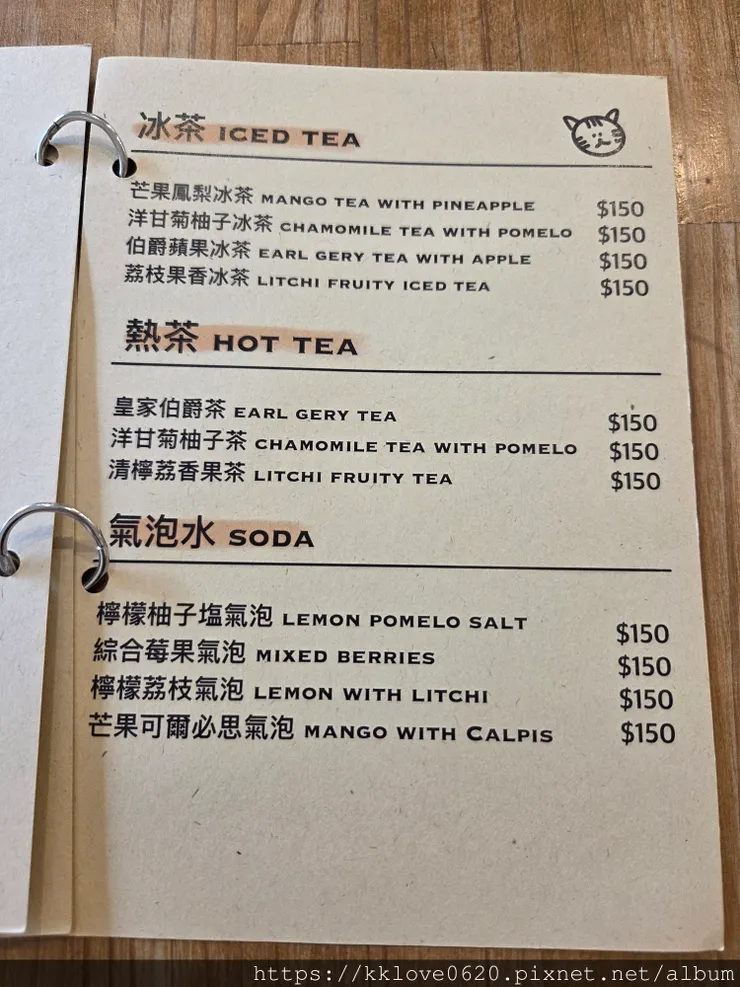 冰茶 ICED TEA
芒果鳳梨冰茶 MANGO TEA WITH PINEAPPLE $150
洋甘菊柚子冰茶 CHAMOMILE TEA WITH POMELO $150
伯爵蘋果冰茶 EARL GERY TEA WITH APPLE $150
荔枝果香冰茶 LITCHI FRUITY ICED TEA $150
熱茶 HOT TEA
皇家伯爵茶 EARL GERY TEA $150
洋甘菊柚子茶 CHAMOMILE TEA WITH POMELO $150
清檸荔香果茶 LITCHI FRUITY TEA $150
氣泡水 SODA
檸檬柚子塩氣泡 LEMON POMELO SALT $150
綜合莓果氣泡 MIXED BERRIES $150
檸檬荔枝氣泡 LEMON WITH LITCHI $150
芒果可爾必思氣泡 MANGO WITH CALPIS $150
https://kklove0620.pixnet.net/album